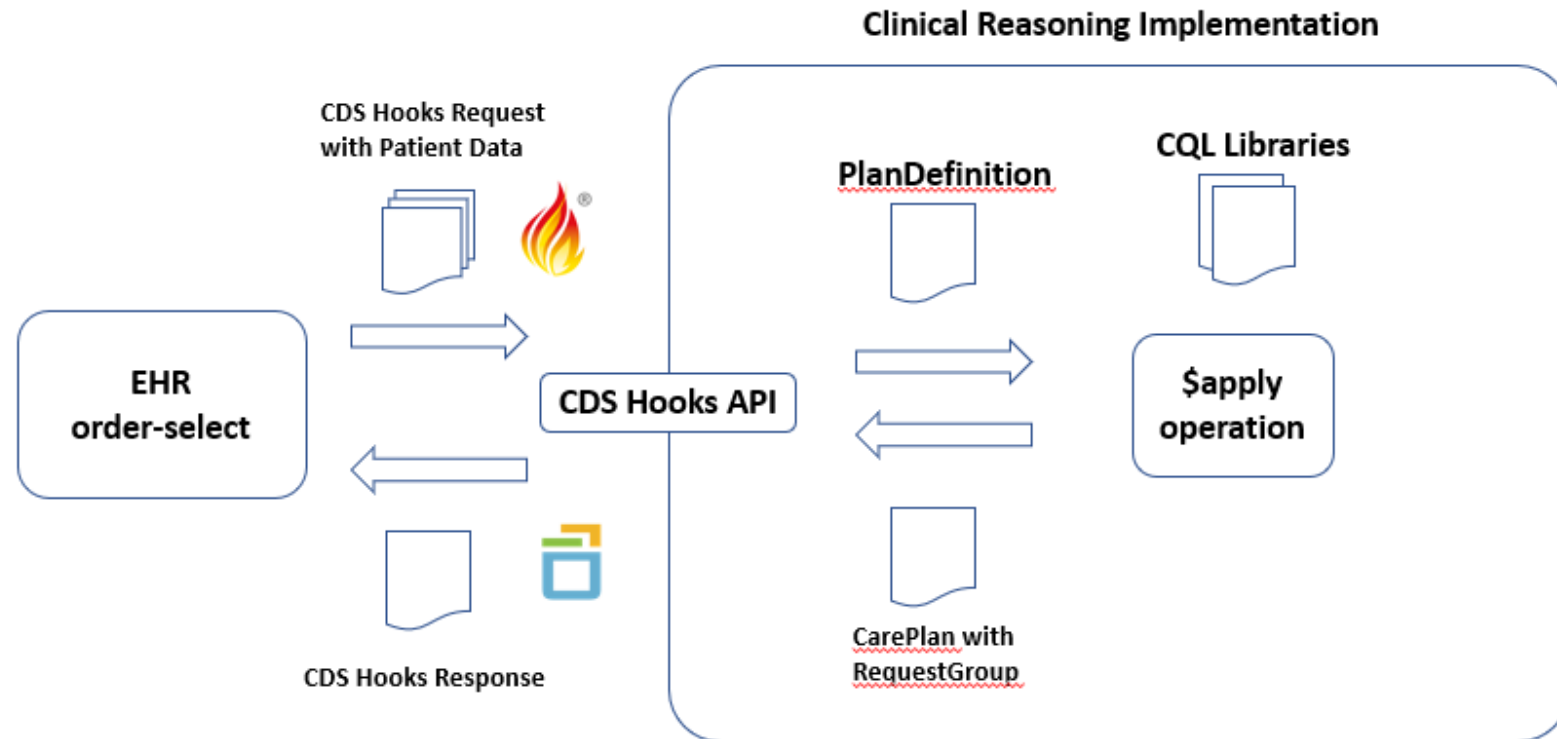 Clinical Reasoning Implementation
CDS Hooks Request
with Patient Data
®
PlanDefinition
CQL Libraries
EHR
order-select
CDS Hooks API
$apply
operation
CDS Hooks Response
CarePlan with
RequestGroup